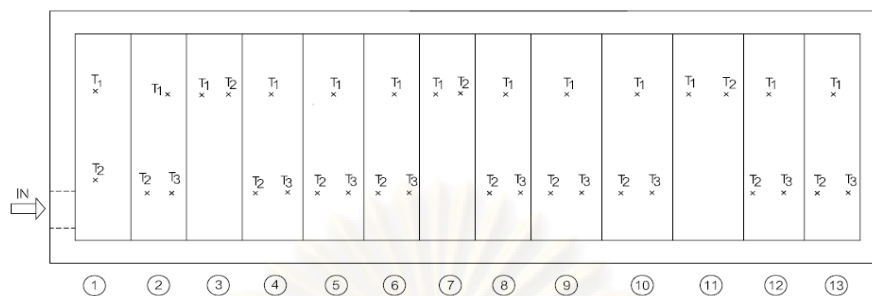 T1 T1 T1 T2 T1 T1 T1 T1 T2 T1 T1 T1 T1 T2 T1 T1
T2 T2 T3 T2 T3 T2 T3 T2 T3 T2 T3 T2 T3 T2 T3 T2 T3 T2 T3
IN
1 2 3 4 5 6 7 8 9 10 11 12 13